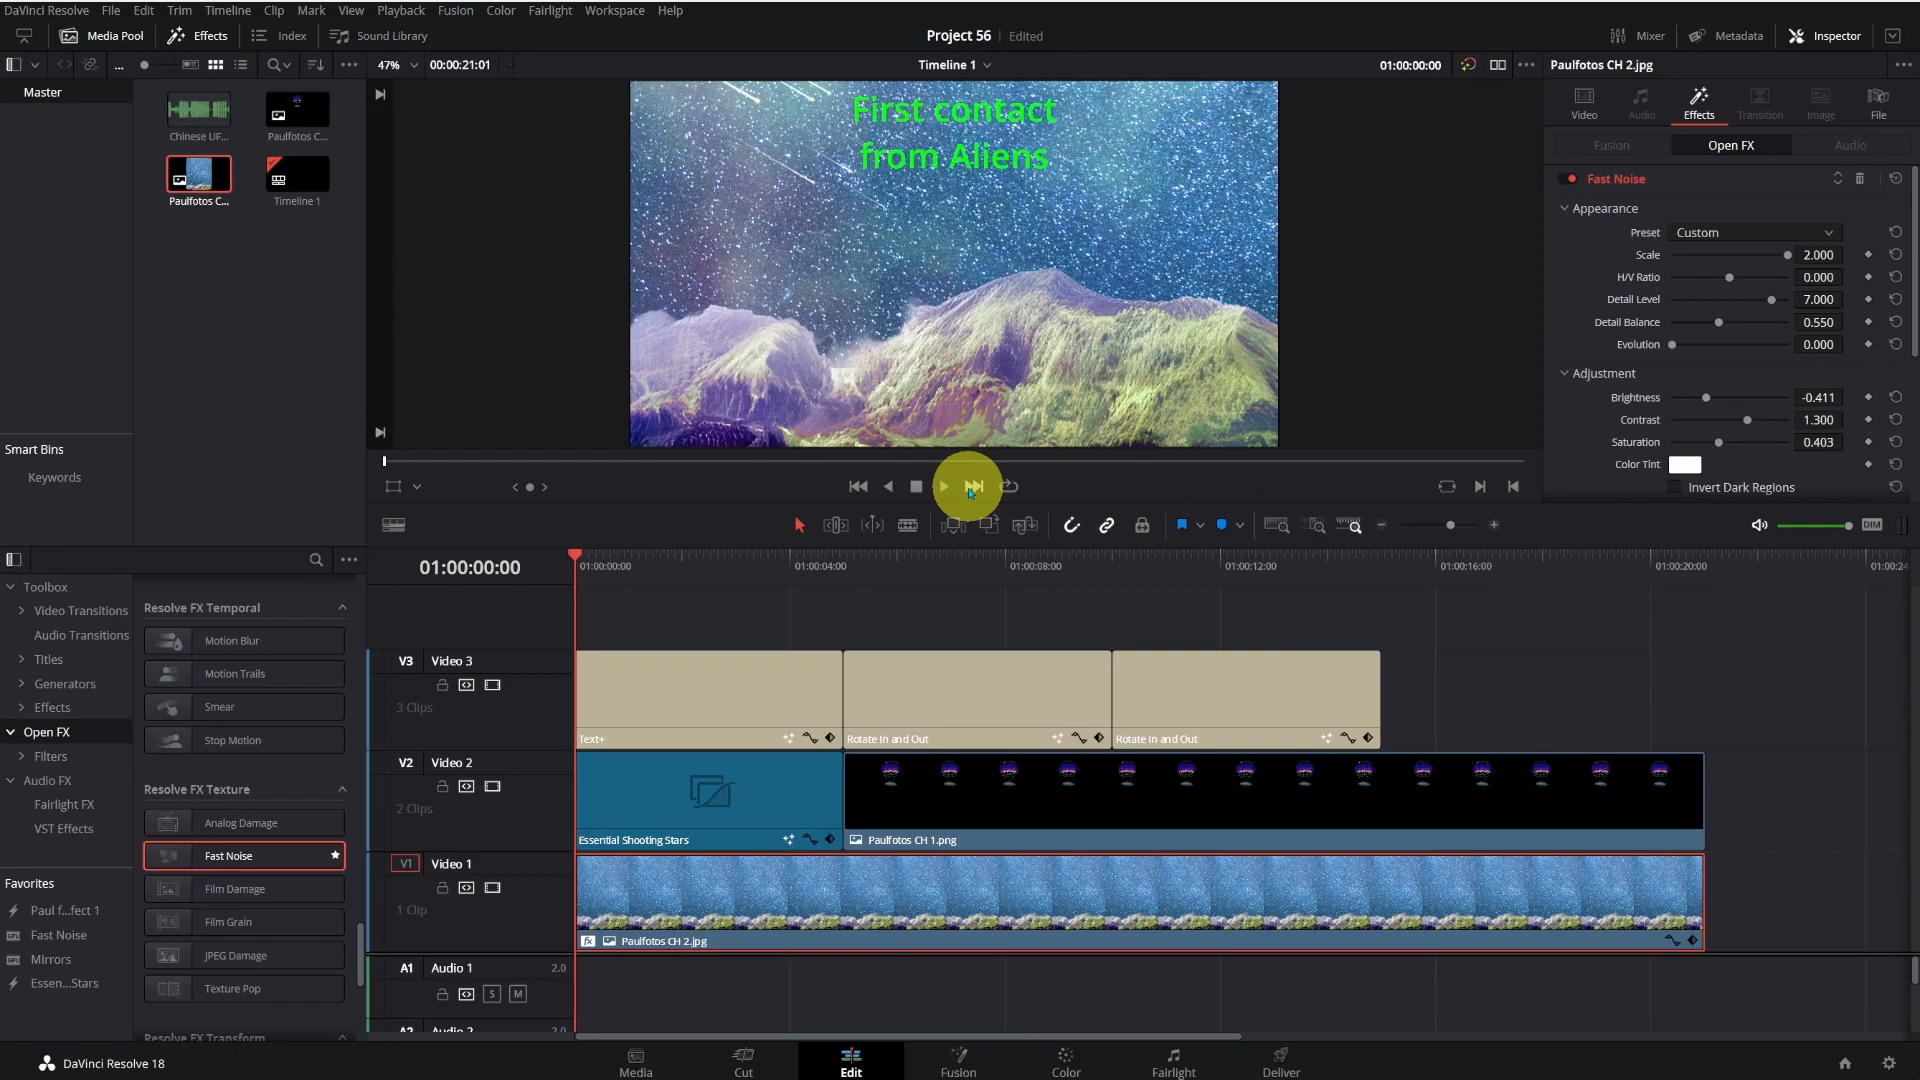 DaVinci Resolve File Edit Trim Timeline Clip Mark View Playback Fusion Color Fairlight Workspace Help
Media Pool Effects Index Sound Library
Project 56 Edited
Mixer Metadata Inspector
47% 00:00:21:01
Timeline 1
01:00:00:00
Paulfotos CH 2.jpg
Master
Chinese UF...
Paulfotos C...
Paulfotos C...
Timeline 1
Smart Bins
Keywords
First contact
from Aliens
Video Audio Effects Transition Image File
Fusion Open FX Audio
Fast Noise
Appearance
Preset Custom
Scale 2.000
H/V Ratio 0.000
Detail Level 7.000
Detail Balance 0.550
Evolution 0.000
Adjustment
Brightness -0.411
Contrast 1.300
Saturation 0.403
Color Tint
Invert Dark Regions
DIM
Toolbox
Video Transitions
Audio Transitions
Titles
Generators
Effects
Open FX
Filters
Audio FX
Fairlight FX
VST Effects
Favorites
Paul f...fect 1
Fast Noise
Mirrors
Essen...Stars
Resolve FX Temporal
Motion Blur
Motion Trails
Smear
Stop Motion
Resolve FX Texture
Analog Damage
Fast Noise
Film Damage
Film Grain
JPEG Damage
Texture Pop
Resolve FX Transform
01:00:00:00
01:00:00:00 01:00:04:00 01:00:08:00 01:00:12:00 01:00:16:00 01:00:20:00 01:00:24
V3 Video 3
3 Clips
Text+ Rotate In and Out Rotate In and Out
V2 Video 2
2 Clips
Essential Shooting Stars Paulfotos CH 1.png
V1 Video 1
1 Clip
fx Paulfotos CH 2.jpg
A1 Audio 1 2.0
S M
A2 Audio 2 2.0
DaVinci Resolve 18
Media Cut Edit Fusion Color Fairlight Deliver